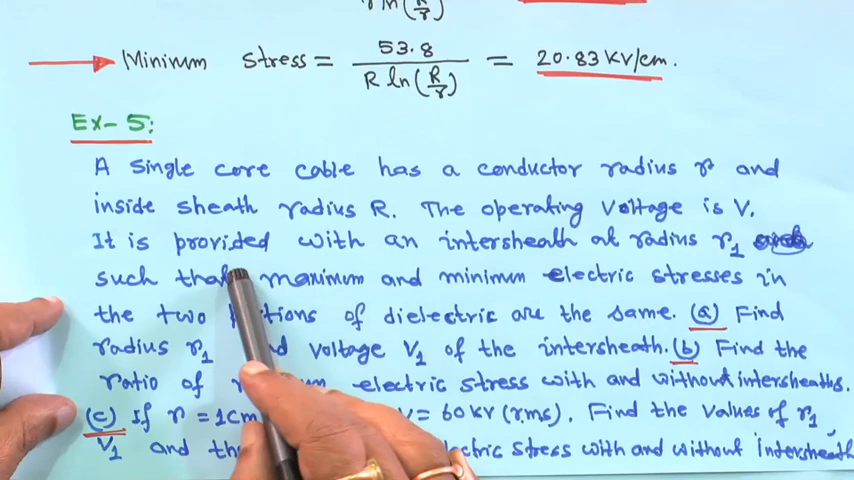 ln(R/r)
Minimum stress = 53.8 / R ln(R/r) = 20.83 KV/cm.
Ex-5:
A single core cable has a conductor radius r and
inside sheath radius R. The operating voltage is V.
It is provided with an intersheath at radius r1
such that maximum and minimum electric stresses in
the two of dielectric are the same. (a) Find
radius r1 voltage V1 of the intersheath. (b) Find the
ratio of electric stress with and without intersheaths.
(c) If r = 1cm V = 60 kV (rms). Find the values of r1,
V1 and electric stress with and without intersheath